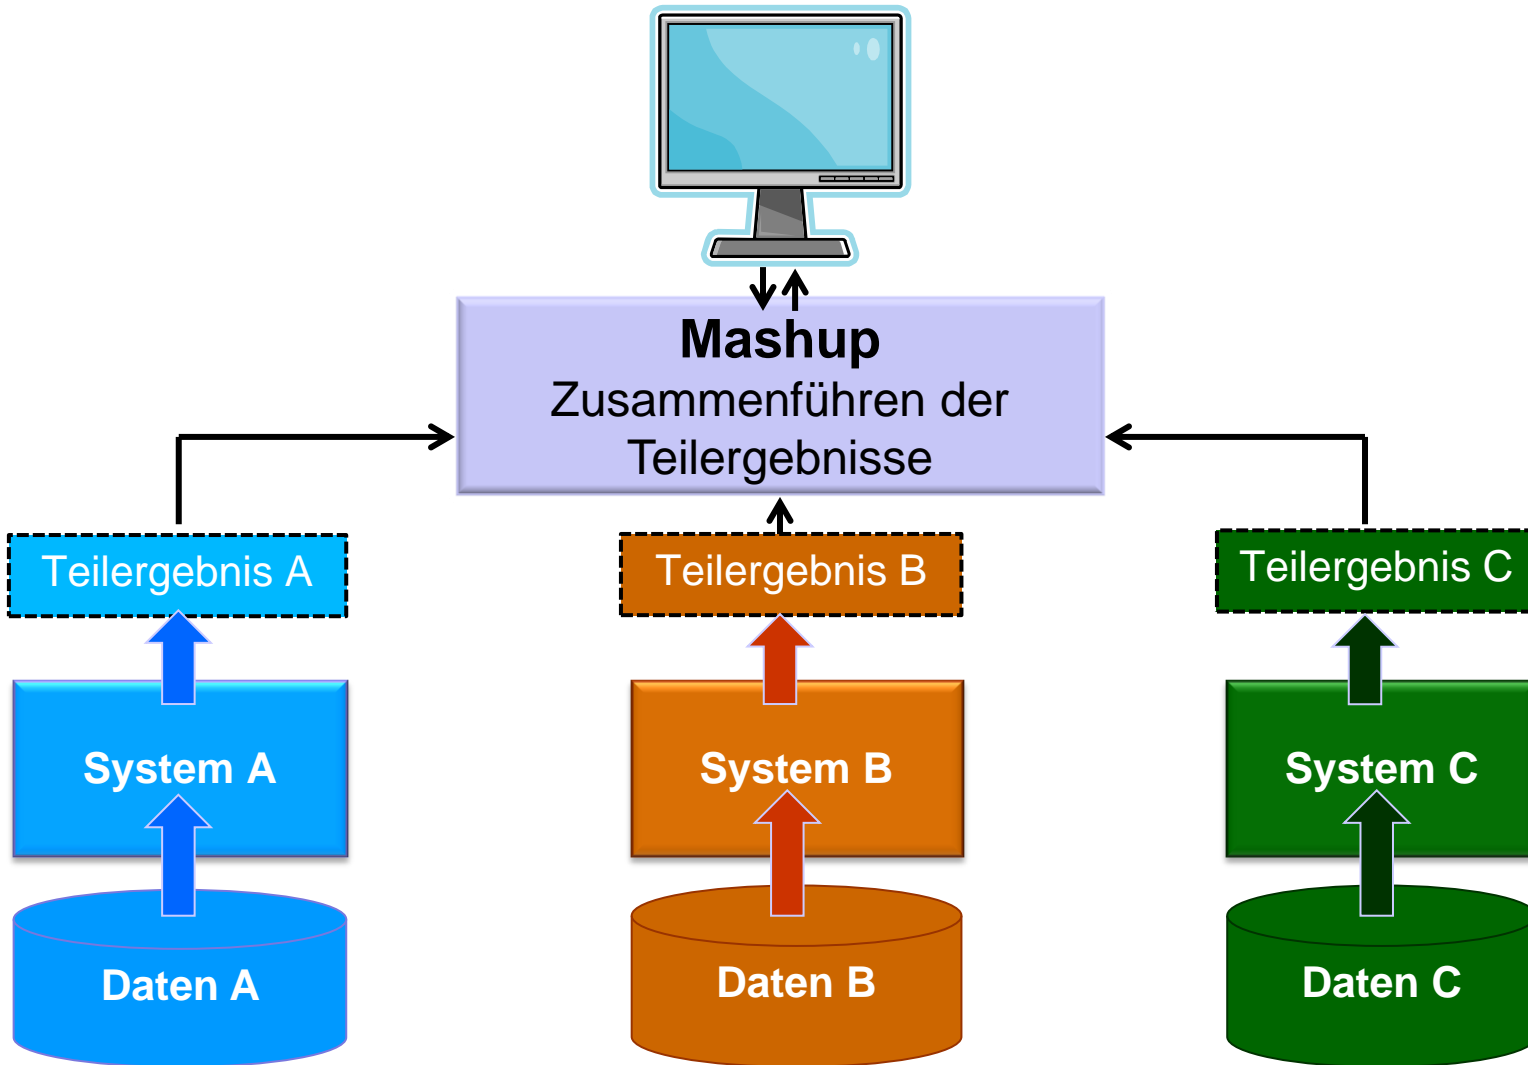 Mashup
Zusammenführen der
Teilergebnisse
Teilergebnis A
Teilergebnis B
Teilergebnis C
System A
System B
System C
Daten A
Daten B
Daten C